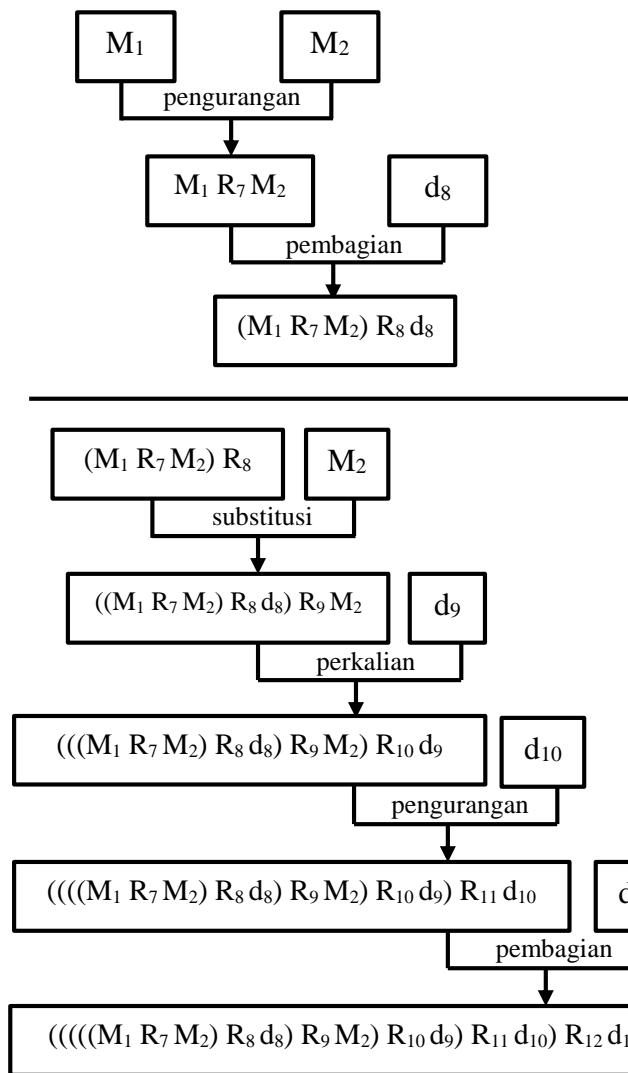 M₁ M₂
pengurangan
M₁ R₇ M₂ d₈
pembagian
(M₁ R₇ M₂) R₈ d₈
(M₁ R₇ M₂) R₈ M₂
substitusi
((M₁ R₇ M₂) R₈ d₈) R₉ M₂ d₉
perkalian
(((M₁ R₇ M₂) R₈ d₈) R₉ M₂) R₁₀ d₉ d₁₀
pengurangan
((((M₁ R₇ M₂) R₈ d₈) R₉ M₂) R₁₀ d₉) R₁₁ d₁₀ d
pembagian
(((((M₁ R₇ M₂) R₈ d₈) R₉ M₂) R₁₀ d₉) R₁₁ d₁₀) R₁₂ d₁